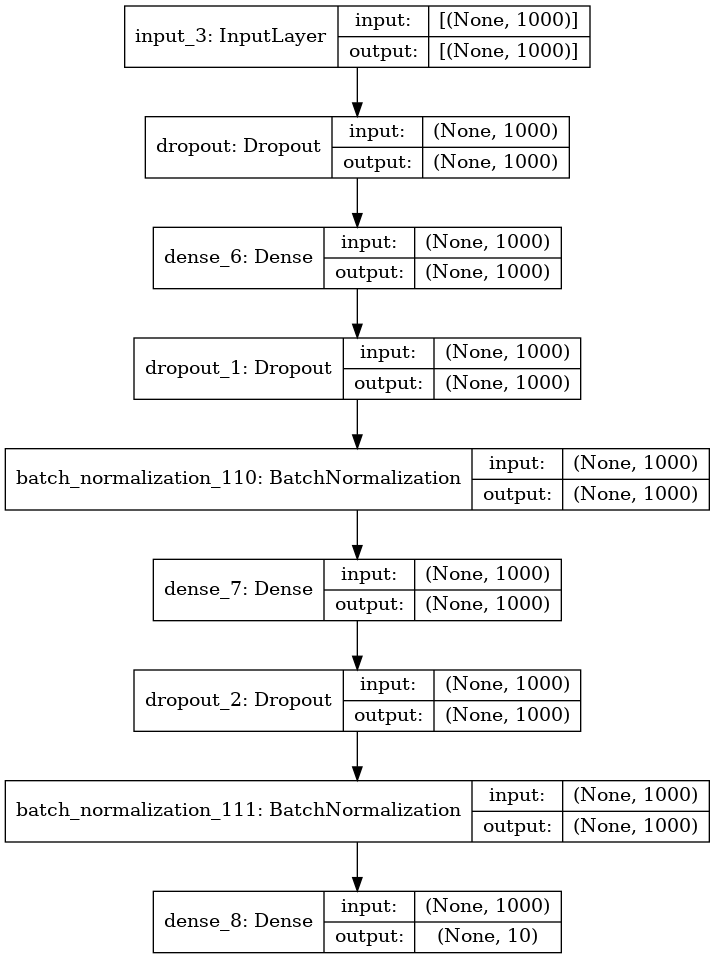 input_3: InputLayer
input:
[(None, 1000)]
output:
[(None, 1000)]
dropout: Dropout
input:
(None, 1000)
output:
(None, 1000)
dense_6: Dense
input:
(None, 1000)
output:
(None, 1000)
dropout_1: Dropout
input:
(None, 1000)
output:
(None, 1000)
batch_normalization_110: BatchNormalization
input:
(None, 1000)
output:
(None, 1000)
dense_7: Dense
input:
(None, 1000)
output:
(None, 1000)
dropout_2: Dropout
input:
(None, 1000)
output:
(None, 1000)
batch_normalization_111: BatchNormalization
input:
(None, 1000)
output:
(None, 1000)
dense_8: Dense
input:
(None, 1000)
output:
(None, 10)